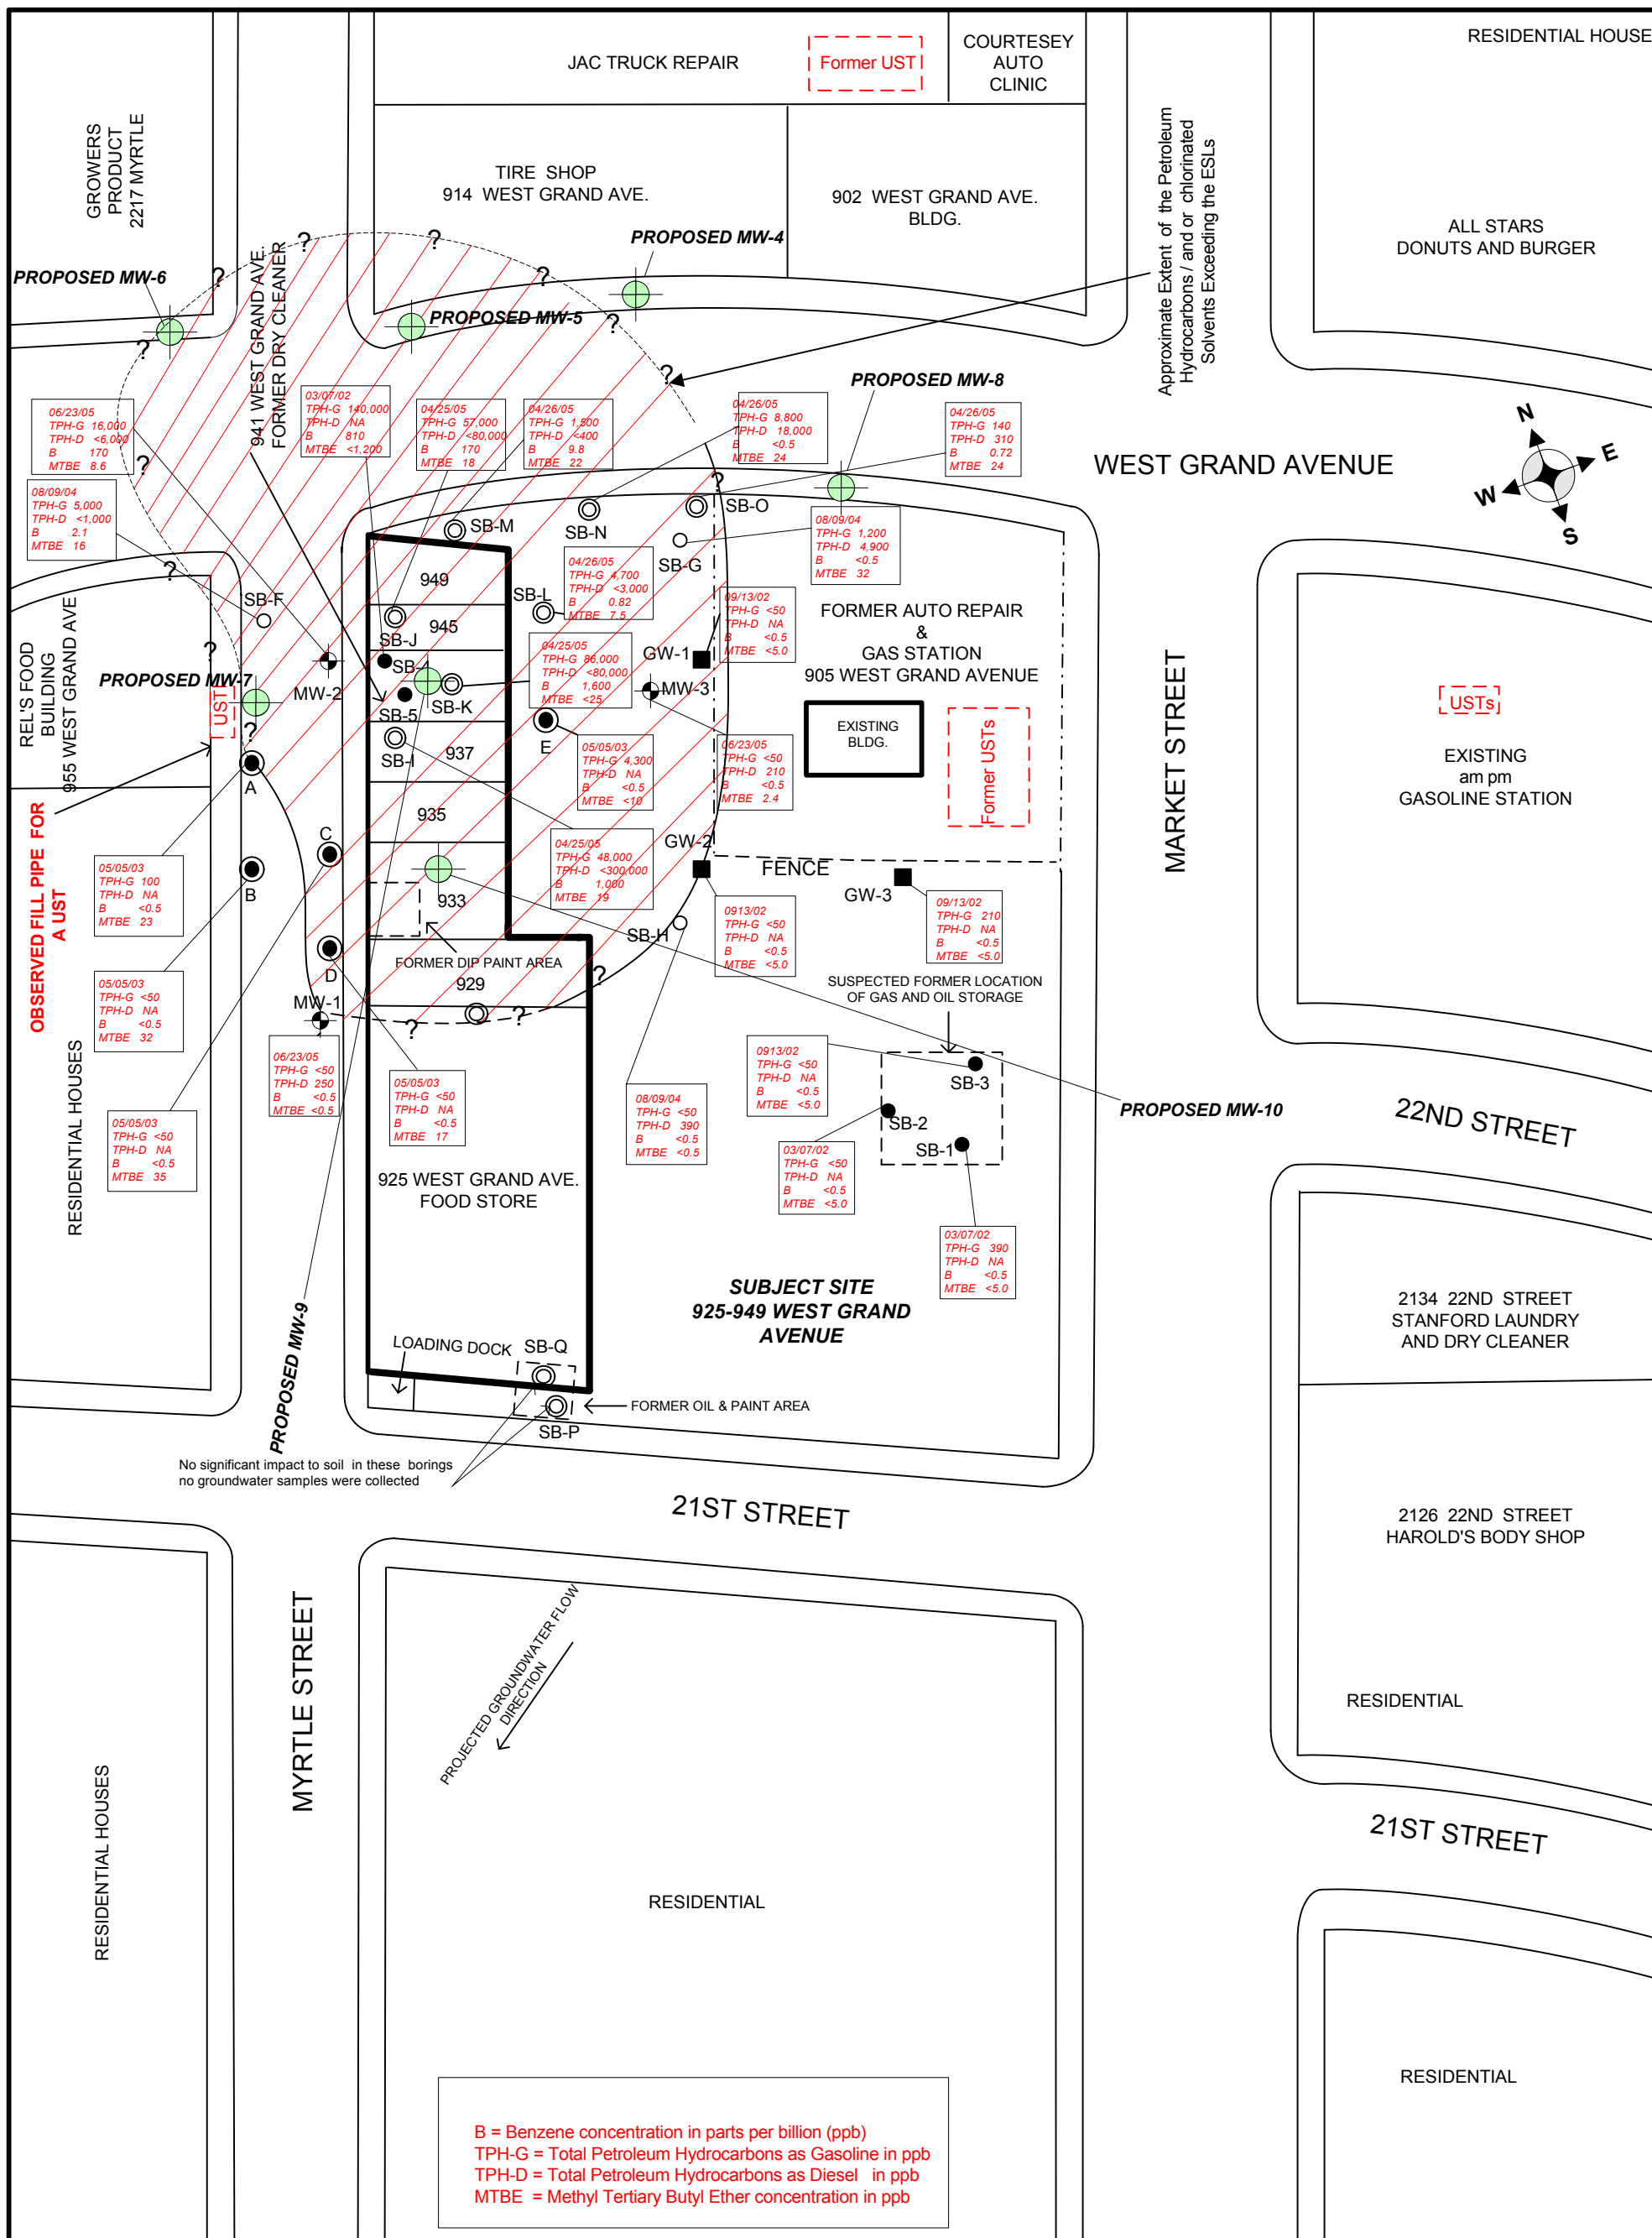 JAC TRUCK REPAIR
Former UST
COURTESEY
AUTO
CLINIC
RESIDENTIAL HOUSE
GROWERS
PRODUCT
2217 MYRTLE
TIRE SHOP
914 WEST GRAND AVE.
902 WEST GRAND AVE.
BLDG.
Approximate Extent of the Petroleum
Hydrocarbons / and or chlorinated
Solvents Exceeding the ESLs
ALL STARS
DONUTS AND BURGER
PROPOSED MW-6
941 WEST GRAND AVE.
FORMER DRY CLEANER
PROPOSED MW-4
PROPOSED MW-5
PROPOSED MW-8
? ? ? ? ? ? ? ? ? ? ? ? ? ? ? ?
06/23/05
TPH-G 16,000
TPH-D <6,000
B 170
MTBE 8.6
03/07/02
TPH-G 140,000
TPH-D NA
B 810
MTBE <1,200
04/25/05
TPH-G 57,000
TPH-D <80,000
B 170
MTBE 18
04/26/05
TPH-G 1,500
TPH-D <400
B 9.8
MTBE 22
04/26/05
TPH-G 8,800
TPH-D 18,000
B <0.5
MTBE 24
04/26/05
TPH-G 140
TPH-D 310
B 0.72
MTBE 24
WEST GRAND AVENUE
N
E
W
S
08/09/04
TPH-G 5,000
TPH-D <1,000
B 2.1
MTBE 16
SB-M
SB-N
SB-O
SB-G
08/09/04
TPH-G 1,200
TPH-D 4,900
B <0.5
MTBE 32
949
SB-L
04/26/05
TPH-G 4,700
TPH-D <3,000
B 0.82
MTBE 7.5
SB-F
SB-J
945
09/13/02
TPH-G <50
TPH-D NA
B <0.5
MTBE <5.0
FORMER AUTO REPAIR
&
GAS STATION
905 WEST GRAND AVENUE
REL'S FOOD
BUILDING
955 WEST GRAND AVE
PROPOSED MW-7
UST
MW-2
SB-4
SB-5
SB-K
04/25/05
TPH-G 86,000
TPH-D <80,000
B 1,600
MTBE <25
GW-1
MW-3
MARKET STREET
USTs
EXISTING
am pm
GASOLINE STATION
EXISTING
BLDG.
Former USTs
SB-I
937
E
05/05/03
TPH-G 4,300
TPH-D NA
B <0.5
MTBE <10
06/23/05
TPH-G <50
TPH-D 210
B <0.5
MTBE 2.4
A
OBSERVED FILL PIPE FOR
A UST
935
C
B
04/25/05
TPH-G 48,000
TPH-D <300,000
B 1,000
MTBE 19
GW-2
FENCE
GW-3
05/05/03
TPH-G 100
TPH-D NA
B <0.5
MTBE 23
933
SB-H
0913/02
TPH-G <50
TPH-D NA
B <0.5
MTBE <5.0
09/13/02
TPH-G 210
TPH-D NA
B <0.5
MTBE <5.0
D
FORMER DIP PAINT AREA
929
SUSPECTED FORMER LOCATION
OF GAS AND OIL STORAGE
05/05/03
TPH-G <50
TPH-D NA
B <0.5
MTBE 32
MW-1
06/23/05
TPH-G <50
TPH-D 250
B <0.5
MTBE <0.5
05/05/03
TPH-G <50
TPH-D NA
B <0.5
MTBE 17
08/09/04
TPH-G <50
TPH-D 390
B <0.5
MTBE <0.5
0913/02
TPH-G <50
TPH-D NA
B <0.5
MTBE <5.0
SB-3
SB-2
SB-1
PROPOSED MW-10
22ND STREET
RESIDENTIAL HOUSES
05/05/03
TPH-G <50
TPH-D NA
B <0.5
MTBE 35
03/07/02
TPH-G <50
TPH-D NA
B <0.5
MTBE <5.0
925 WEST GRAND AVE.
FOOD STORE
03/07/02
TPH-G 390
TPH-D NA
B <0.5
MTBE <5.0
SUBJECT SITE
925-949 WEST GRAND
AVENUE
2134 22ND STREET
STANFORD LAUNDRY
AND DRY CLEANER
PROPOSED MW-9
LOADING DOCK
SB-Q
FORMER OIL & PAINT AREA
SB-P
No significant impact to soil in these borings
no groundwater samples were collected
21ST STREET
2126 22ND STREET
HAROLD'S BODY SHOP
MYRTLE STREET
PROJECTED GROUNDWATER FLOW
DIRECTION
RESIDENTIAL
RESIDENTIAL HOUSES
21ST STREET
RESIDENTIAL
RESIDENTIAL
B = Benzene concentration in parts per billion (ppb)
TPH-G = Total Petroleum Hydrocarbons as Gasoline in ppb
TPH-D = Total Petroleum Hydrocarbons as Diesel in ppb
MTBE = Methyl Tertiary Butyl Ether concentration in ppb